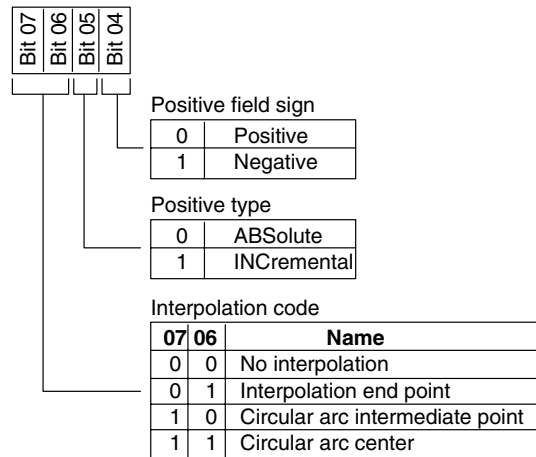 Bit 07 Bit 06 Bit 05 Bit 04
Positive field sign
0 Positive
1 Negative
Positive type
0 ABSolute
1 INCremental
Interpolation code
07 06 Name
0 0 No interpolation
0 1 Interpolation end point
1 0 Circular arc intermediate point
1 1 Circular arc center